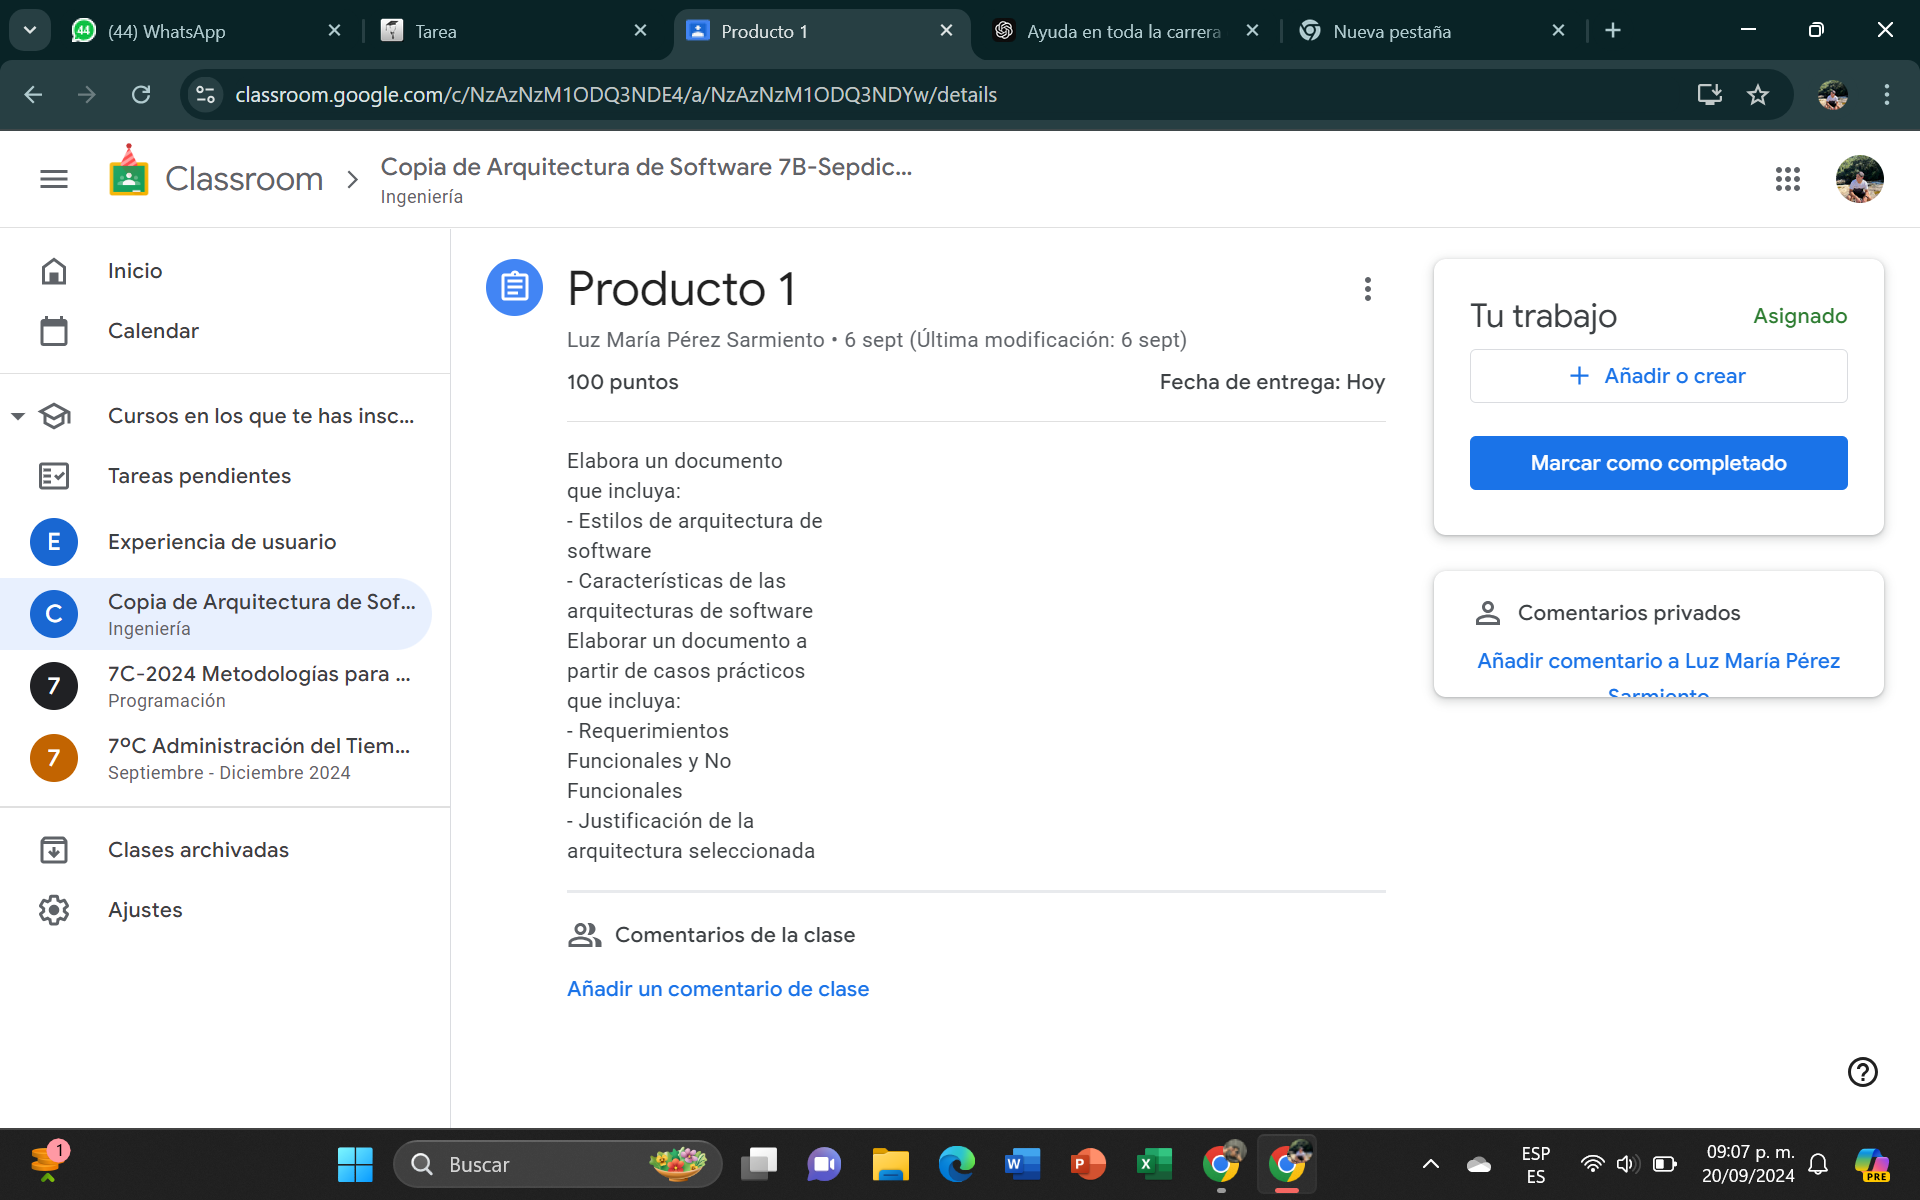 44
(44) WhatsApp
Tarea
Producto 1
Ayuda en toda la carrera
Nueva pestaña
classroom.google.com/c/NzAzNzM1ODQ3NDE4/a/NzAzNzM1ODQ3NDYw/details
Classroom
Copia de Arquitectura de Software 7B-Sepdic...
Ingeniería
Inicio
Calendar
Cursos en los que te has insc...
Tareas pendientes
E
Experiencia de usuario
C
Copia de Arquitectura de Sof...
Ingeniería
7
7C-2024 Metodologías para ...
Programación
7
7ºC Administración del Tiem...
Septiembre - Diciembre 2024
Clases archivadas
Ajustes
Producto 1
Luz María Pérez Sarmiento • 6 sept (Última modificación: 6 sept)
100 puntos
Fecha de entrega: Hoy
Elabora un documento
que incluya:
- Estilos de arquitectura de
software
- Características de las
arquitecturas de software
Elaborar un documento a
partir de casos prácticos
que incluya:
- Requerimientos
Funcionales y No
Funcionales
- Justificación de la
arquitectura seleccionada
Comentarios de la clase
Añadir un comentario de clase
Tu trabajo
Asignado
+ Añadir o crear
Marcar como completado
Comentarios privados
Añadir comentario a Luz María Pérez
Sarmiento
1
Buscar
W
P
X
ESP
ES
09:07 p. m.
20/09/2024
PRE